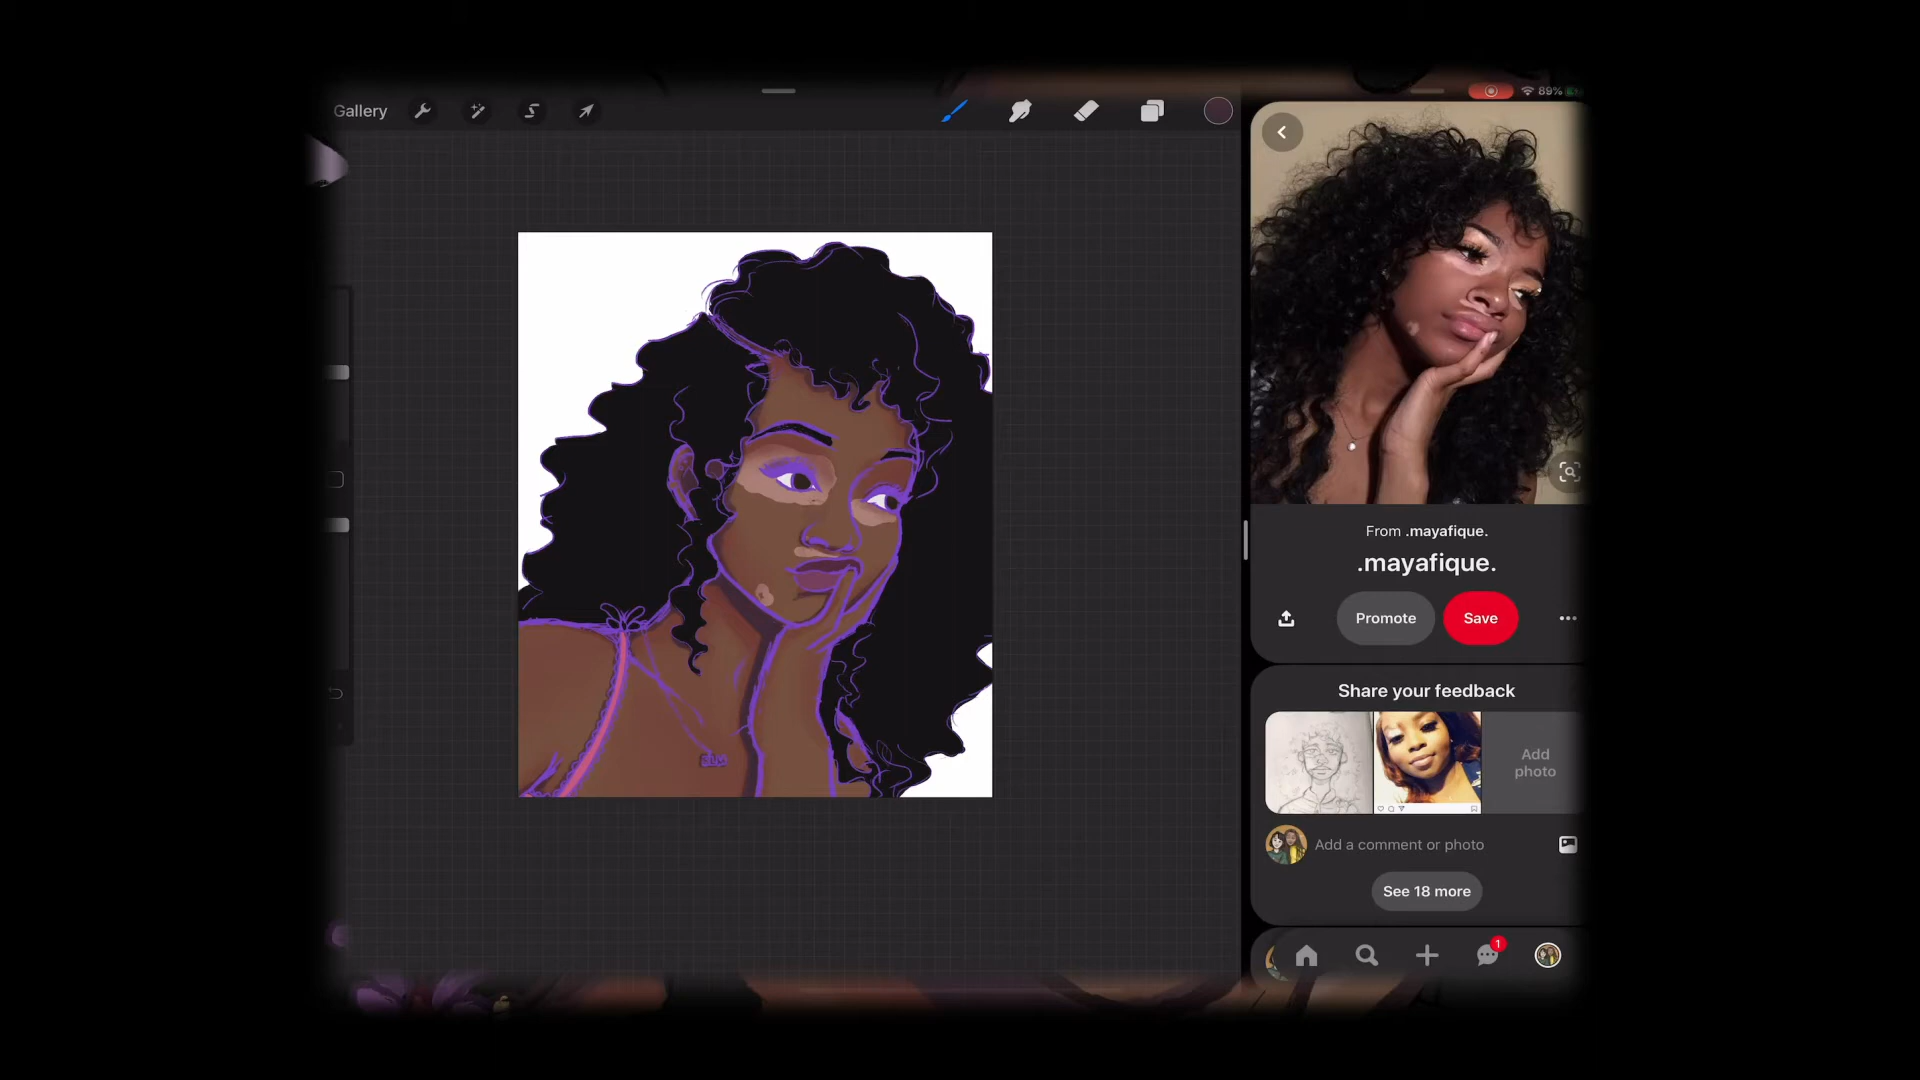 Gallery
89%
From .mayafique.
.mayafique.
Promote
Save
Share your feedback
Add
photo
Add a comment or photo
See 18 more
1